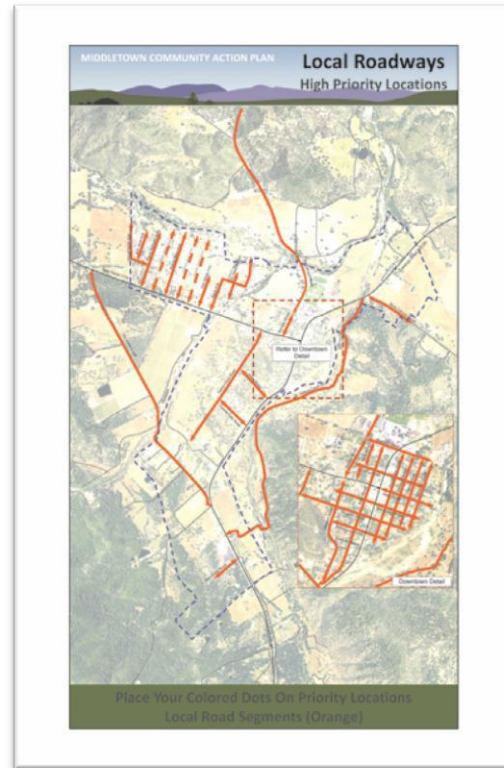 MIDDLETOWN COMMUNITY ACTION PLAN
Local Roadways
High Priority Locations
Refer to Downtown
Detail
Downtown Detail
Place Your Colored Dots On Priority Locations
Local Road Segments (Orange)